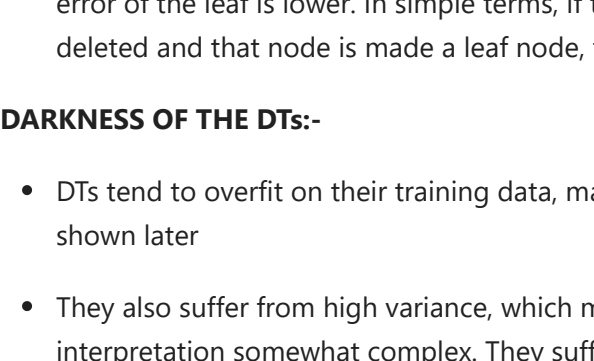 error of the leaf is lower. In simple terms, if t
deleted and that node is made a leaf node,
DARKNESS OF THE DTs:-
• DTs tend to overfit on their training data, ma
shown later
• They also suffer from high variance, which m
interpretation somewhat complex. They suff